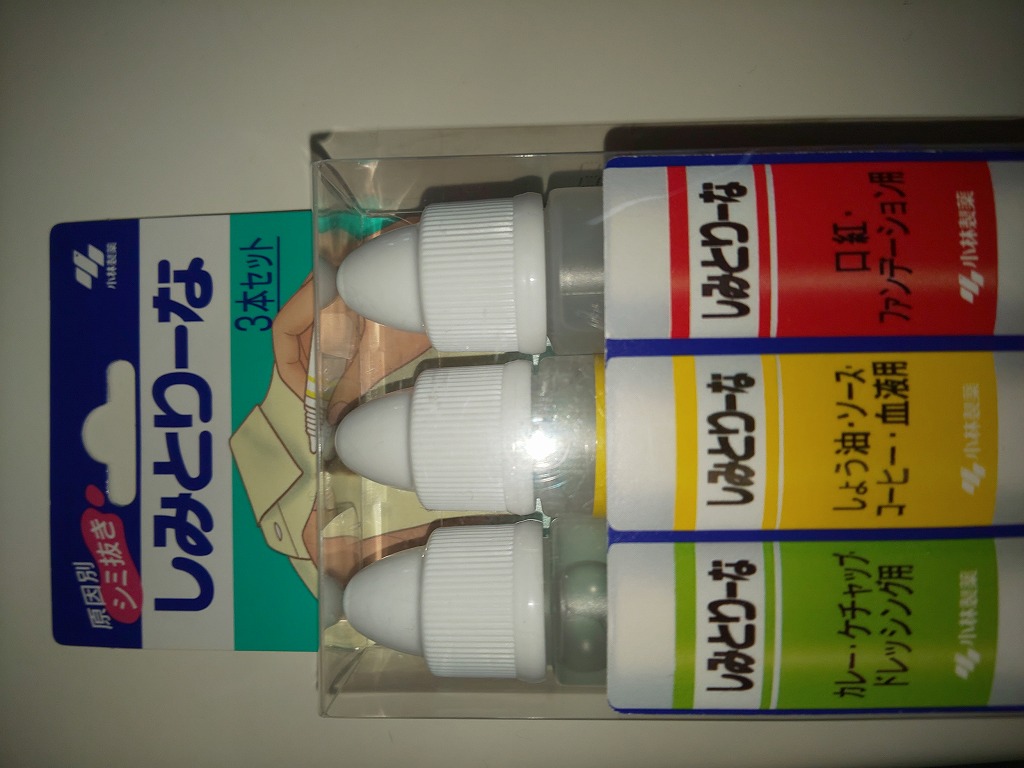 小林製薬
原因別
シミ抜き
しみとりーな
3本セット
しみとりーな
口紅・
ファンデーション用
小林製薬
しみとりーな
しょう油・ソース・
コーヒー・血液用
小林製薬
しみとりーな
カレー・ケチャップ・
ドレッシング用
小林製薬